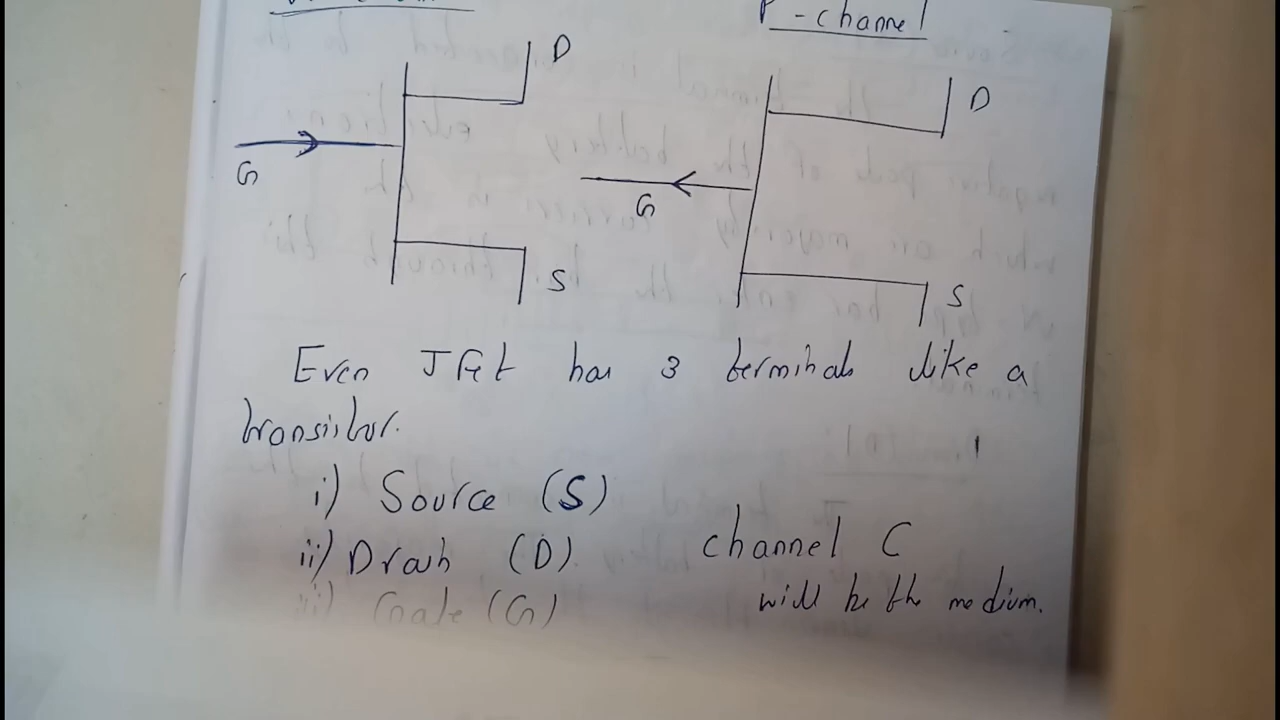 P-channel
D
D
G
G
S
S
Even JFet has 3 terminals like a
transistor.
i) Source (S)
ii) Drain (D)
channel C
iii) Gate (G)
will be the medium.